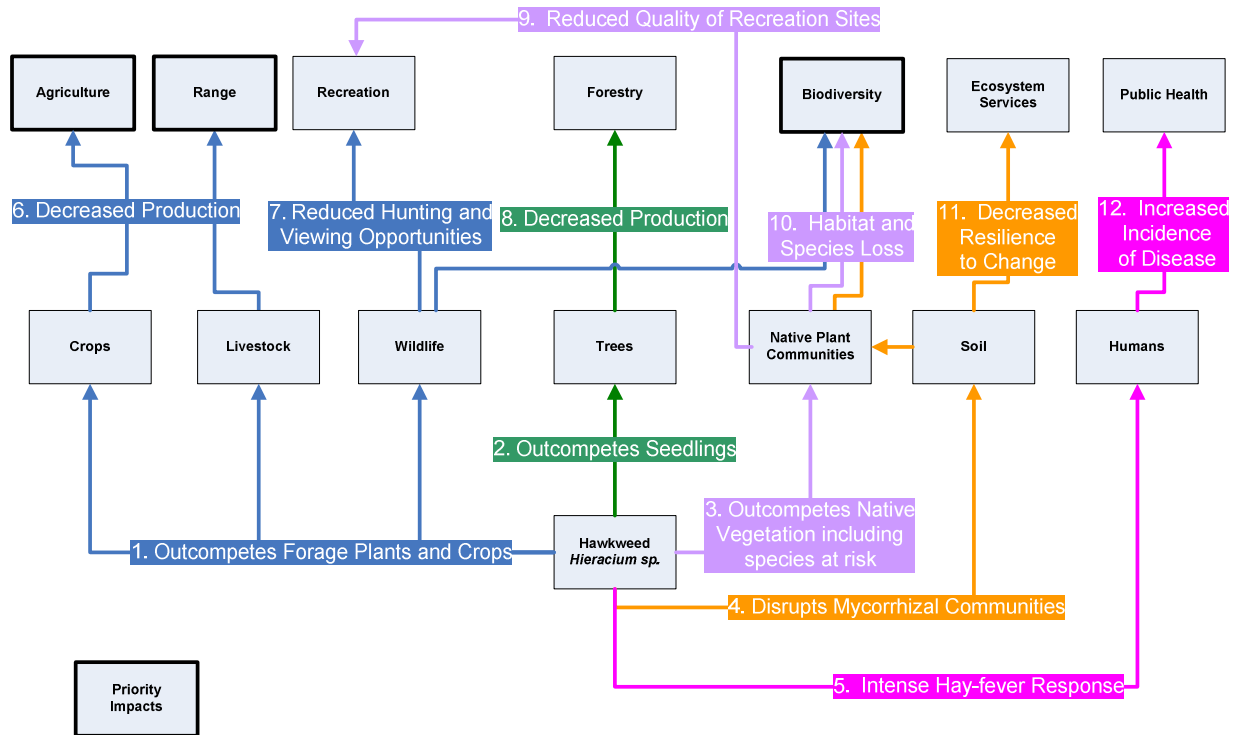 9. Reduced Quality of Recreation Sites
Agriculture
Range
Recreation
Forestry
Biodiversity
Ecosystem
Services
Public Health
6. Decreased Production
7. Reduced Hunting and
Viewing Opportunities
8. Decreased Production
10. Habitat and
Species Loss
11. Decreased
Resilience
to Change
12. Increased
Incidence
of Disease
Crops
Livestock
Wildlife
Trees
Native Plant
Communities
Soil
Humans
2. Outcompetes Seedlings
1. Outcompetes Forage Plants and Crops
Hawkweed
Hieracium sp.
3. Outcompetes Native
Vegetation including
species at risk
4. Disrupts Mycorrhizal Communities
5. Intense Hay-fever Response
Priority
Impacts